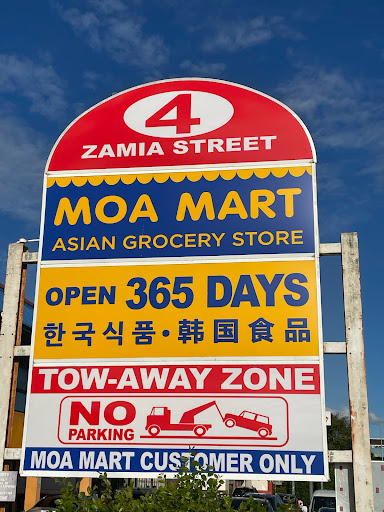 4
ZAMIA STREET
MOA MART
ASIAN GROCERY STORE
OPEN 365 DAYS
한국식품·韩国食品
TOW-AWAY ZONE
NO
PARKING
MOA MART CUSTOMER ONLY